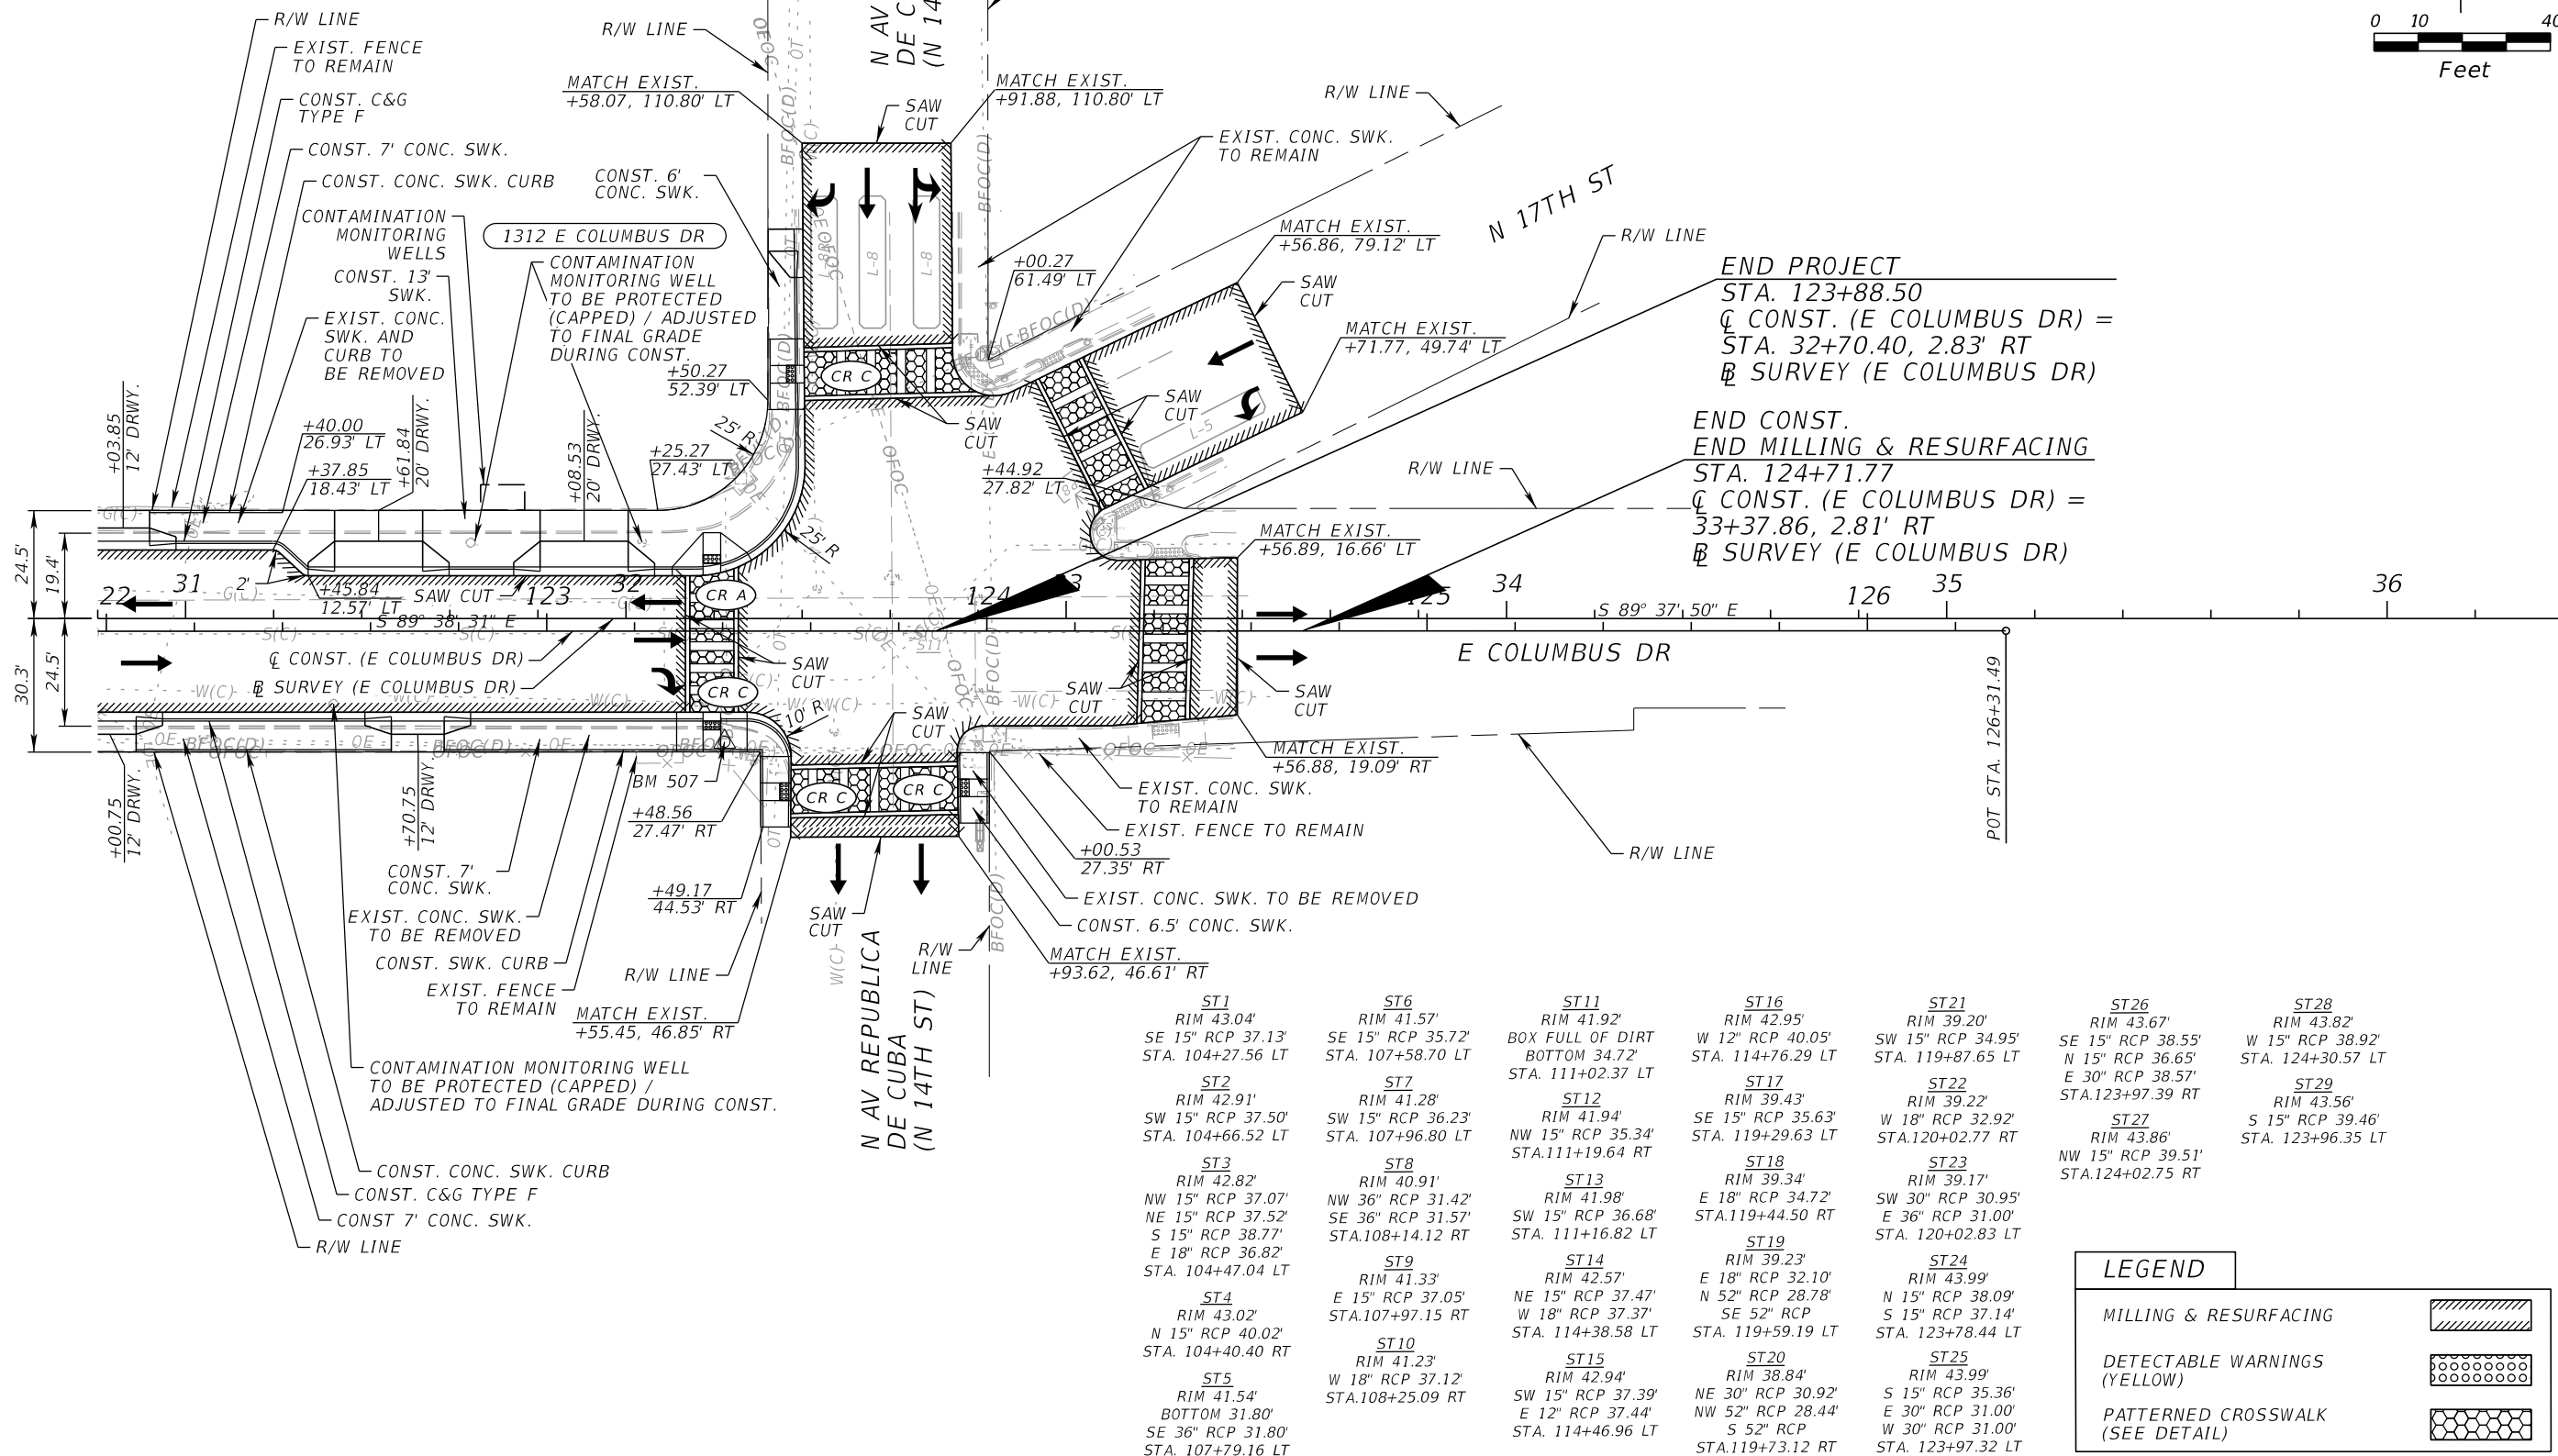 R/W LINE
EXIST. FENCE
TO REMAIN
CONST. C&G
TYPE F
CONST. 7' CONC. SWK.
CONST. CONC. SWK. CURB
CONTAMINATION
MONITORING
WELLS
CONST. 13'
SWK.
EXIST. CONC.
SWK. AND
CURB TO
BE REMOVED
1312 E COLUMBUS DR
CONTAMINATION
MONITORING WELL
TO BE PROTECTED
(CAPPED) / ADJUSTED
TO FINAL GRADE
DURING CONST.
R/W LINE
MATCH EXIST.
+58.07, 110.80' LT
CONST. 6'
CONC. SWK.
N AV
DE C
(N 14
SAW
CUT
MATCH EXIST.
+91.88, 110.80' LT
R/W LINE
EXIST. CONC. SWK.
TO REMAIN
N 17TH ST
R/W LINE
0 10 40
Feet
MATCH EXIST.
+56.86, 79.12' LT
SAW
CUT
+00.27
61.49' LT
MATCH EXIST.
+71.77, 49.74' LT
END PROJECT
STA. 123+88.50
℄ CONST. (E COLUMBUS DR) =
STA. 32+70.40, 2.83' RT
B̲L SURVEY (E COLUMBUS DR)
END CONST.
END MILLING & RESURFACING
STA. 124+71.77
℄ CONST. (E COLUMBUS DR) =
33+37.86, 2.81' RT
BL SURVEY (E COLUMBUS DR)
L-8
L-8
L-8
L-5
BFOC(D)
BFOC(D)
BFOC(D)
OFOC
OT
OE
CR C
SAW
CUT
SAW
CUT
+50.27
52.39' LT
25' R
+25.27
27.43' LT
25' R
+44.92
27.82' LT
R/W LINE
MATCH EXIST.
+56.89, 16.66' LT
+03.85
12' DRWY.
+40.00
26.93' LT
+37.85
18.43' LT
+61.84
20' DRWY.
+08.53
20' DRWY.
24.5'
19.4'
30.3'
24.5'
2'
+45.84
12.57' LT
SAW CUT
CR A
22 31 123 32 124 33 34 125 126 35 36
S 89° 38' 31" E
S 89° 37' 50" E
G(C)
S(C)
W(C)
℄ CONST. (E COLUMBUS DR)
BL SURVEY (E COLUMBUS DR)
E COLUMBUS DR
POT STA. 126+31.49
SAW
CUT
CR C
SAW
CUT
SAW
CUT
SAW
CUT
10' R
CR C
CR C
BM 507
+48.56
27.47' RT
+49.17
44.53' RT
MATCH EXIST.
+56.88, 19.09' RT
EXIST. CONC. SWK.
TO REMAIN
EXIST. FENCE TO REMAIN
+00.53
27.35' RT
EXIST. CONC. SWK. TO BE REMOVED
CONST. 6.5' CONC. SWK.
MATCH EXIST.
+93.62, 46.61' RT
R/W LINE
+00.75
12' DRWY.
+70.75
12' DRWY.
CONST. 7'
CONC. SWK.
EXIST. CONC. SWK.
TO BE REMOVED
CONST. SWK. CURB
EXIST. FENCE
TO REMAIN
R/W LINE
MATCH EXIST.
+55.45, 46.85' RT
SAW
CUT
R/W
LINE
N AV REPUBLICA
DE CUBA
(N 14TH ST)
CONTAMINATION MONITORING WELL
TO BE PROTECTED (CAPPED) /
ADJUSTED TO FINAL GRADE DURING CONST.
CONST. CONC. SWK. CURB
CONST. C&G TYPE F
CONST 7' CONC. SWK.
R/W LINE
ST1
RIM 43.04'
SE 15" RCP 37.13'
STA. 104+27.56 LT
ST2
RIM 42.91'
SW 15" RCP 37.50'
STA. 104+66.52 LT
ST3
RIM 42.82'
NW 15" RCP 37.07'
NE 15" RCP 37.52'
S 15" RCP 38.77'
E 18" RCP 36.82'
STA. 104+47.04 LT
ST4
RIM 43.02'
N 15" RCP 40.02'
STA. 104+40.40 RT
ST5
RIM 41.54'
BOTTOM 31.80'
SE 36" RCP 31.80'
STA. 107+79.16 LT
ST6
RIM 41.57'
SE 15" RCP 35.72'
STA. 107+58.70 LT
ST7
RIM 41.28'
SW 15" RCP 36.23'
STA. 107+96.80 LT
ST8
RIM 40.91'
NW 36" RCP 31.42'
SE 36" RCP 31.57'
STA.108+14.12 RT
ST9
RIM 41.33'
E 15" RCP 37.05'
STA.107+97.15 RT
ST10
RIM 41.23'
W 18" RCP 37.12'
STA.108+25.09 RT
ST11
RIM 41.92'
BOX FULL OF DIRT
BOTTOM 34.72'
STA. 111+02.37 LT
ST12
RIM 41.94'
NW 15" RCP 35.34'
STA.111+19.64 RT
ST13
RIM 41.98'
SW 15" RCP 36.68'
STA. 111+16.82 LT
ST14
RIM 42.57'
NE 15" RCP 37.47'
W 18" RCP 37.37'
STA. 114+38.58 LT
ST15
RIM 42.94'
SW 15" RCP 37.39'
E 12" RCP 37.44'
STA. 114+46.96 LT
ST16
RIM 42.95'
W 12" RCP 40.05'
STA. 114+76.29 LT
ST17
RIM 39.43'
SE 15" RCP 35.63'
STA. 119+29.63 LT
ST18
RIM 39.34'
E 18" RCP 34.72'
STA.119+44.50 RT
ST19
RIM 39.23'
E 18" RCP 32.10'
N 52" RCP 28.78'
SE 52" RCP
STA. 119+59.19 LT
ST20
RIM 38.84'
NE 30" RCP 30.92'
NW 52" RCP 28.44'
S 52" RCP
STA.119+73.12 RT
ST21
RIM 39.20'
SW 15" RCP 34.95'
STA. 119+87.65 LT
ST22
RIM 39.22'
W 18" RCP 32.92'
STA.120+02.77 RT
ST23
RIM 39.17'
SW 30" RCP 30.95'
E 36" RCP 31.00'
STA. 120+02.83 LT
ST24
RIM 43.99'
N 15" RCP 38.09'
S 15" RCP 37.14'
STA. 123+78.44 LT
ST25
RIM 43.99'
S 15" RCP 35.36'
E 30" RCP 31.00'
W 30" RCP 31.00'
STA. 123+97.32 LT
ST26
RIM 43.67'
SE 15" RCP 38.55'
N 15" RCP 36.65'
E 30" RCP 38.57'
STA.123+97.39 RT
ST27
RIM 43.86'
NW 15" RCP 39.51'
STA.124+02.75 RT
ST28
RIM 43.82'
W 15" RCP 38.92'
STA. 124+30.57 LT
ST29
RIM 43.56'
S 15" RCP 39.46'
STA. 123+96.35 LT
LEGEND
MILLING & RESURFACING
DETECTABLE WARNINGS
(YELLOW)
PATTERNED CROSSWALK
(SEE DETAIL)